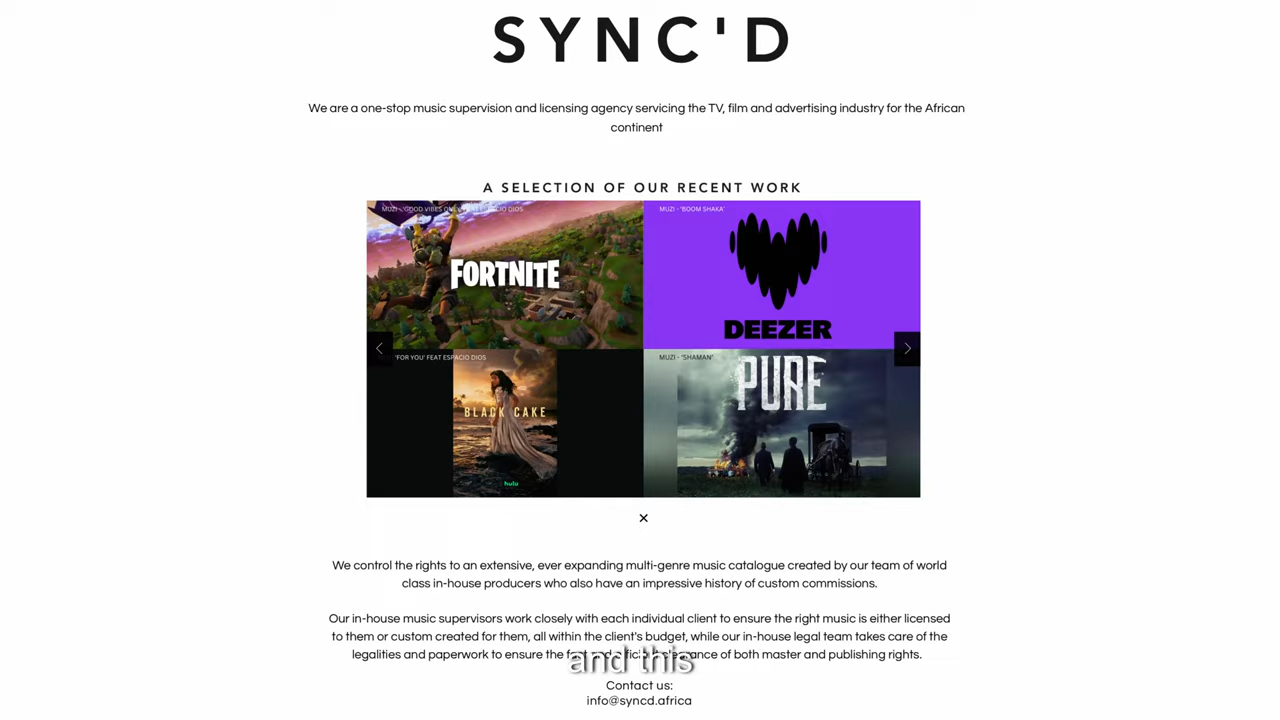 SYNC'D
We are a one-stop music supervision and licensing agency servicing the TV, film and advertising industry for the African
continent
A SELECTION OF OUR RECENT WORK
MUZI - 'GOOD VIBES ONLY' DIOS
MUZI - 'BOOM SHAKA'
FORTNITE
DEEZER
'FOR YOU' FEAT ESPACIO DIOS
MUZI - 'SHAMAN'
PURE
BLACK CAKE
hulu
We control the rights to an extensive, ever expanding multi-genre music catalogue created by our team of world
class in-house producers who also have an impressive history of custom commissions.
Our in-house music supervisors work closely with each individual client to ensure the right music is either licensed
to them or custom created for them, all within the client's budget, while our in-house legal team takes care of the
legalities and paperwork to ensure the clearance of both master and publishing rights.
and this
Contact us:
info@syncd.africa